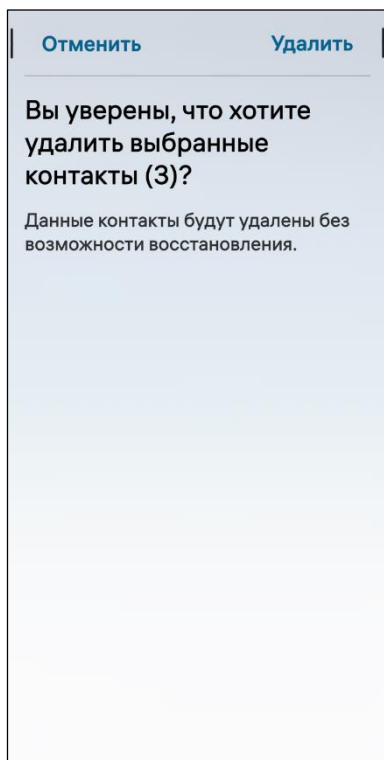 Отменить Удалить
Вы уверены, что хотите
удалить выбранные
контакты (3)?
Данные контакты будут удалены без
возможности восстановления.